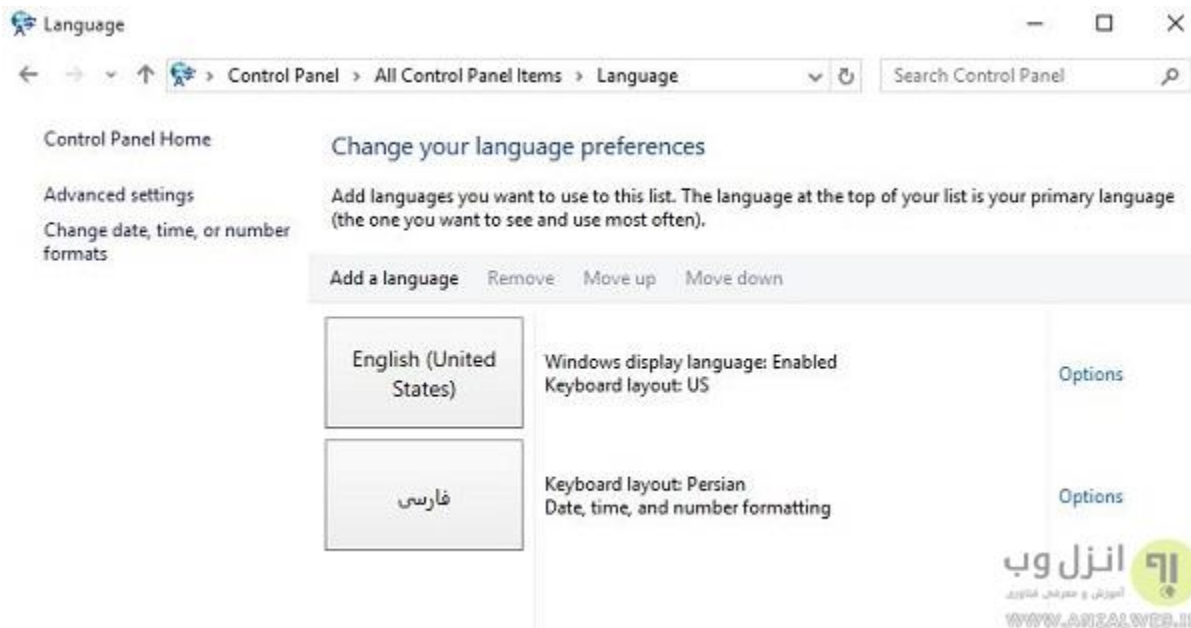 Language
Control Panel > All Control Panel Items > Language
Search Control Panel
Control Panel Home
Advanced settings
Change date, time, or number
formats
Change your language preferences
Add languages you want to use to this list. The language at the top of your list is your primary language
(the one you want to see and use most often).
Add a language Remove Move up Move down
English (United
States)
Windows display language: Enabled
Keyboard layout: US
Options
فارسی
Keyboard layout: Persian
Date, time, and number formatting
Options
انزل وب
آموزش و معرفی فناوری